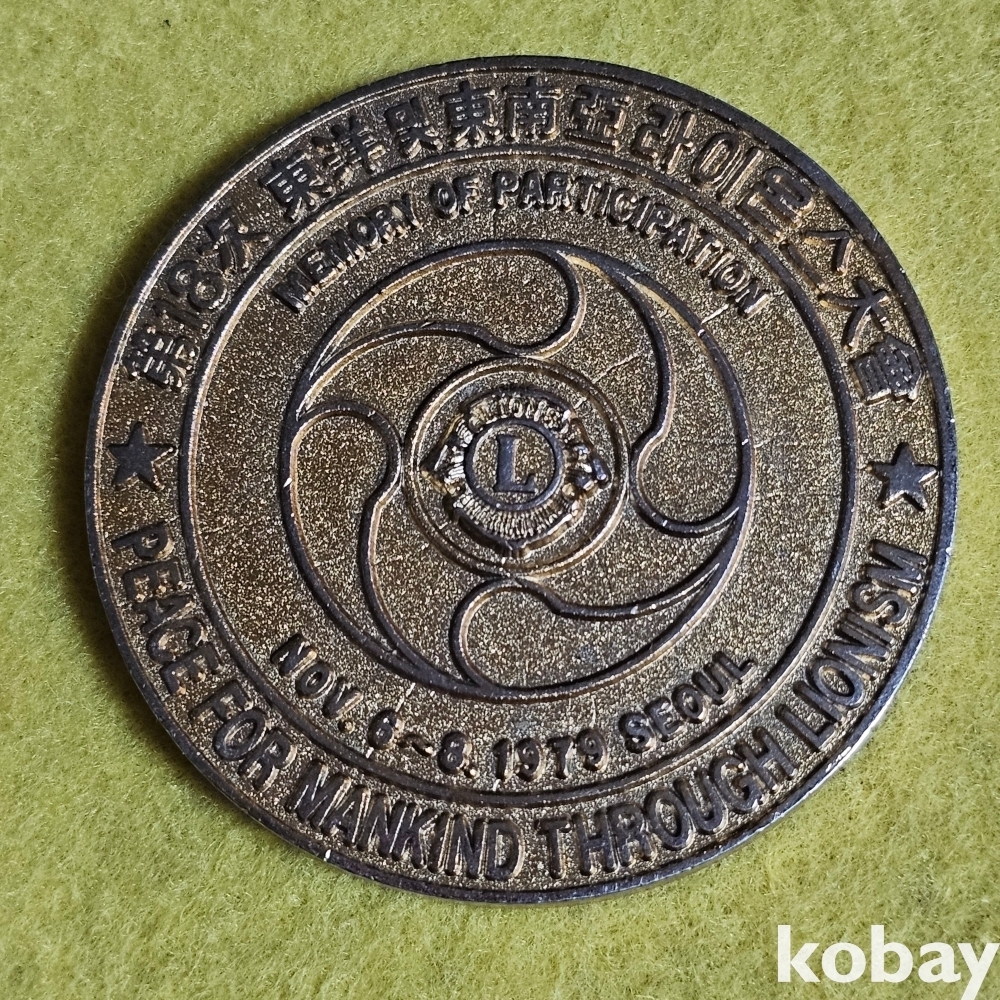 第18次 東洋및東南亞라이온스大會
MEMORY OF PARTICIPATION
L
NOV. 6~8. 1979 SEOUL
PEACE FOR MANKIND THROUGH LIONISM
kobay